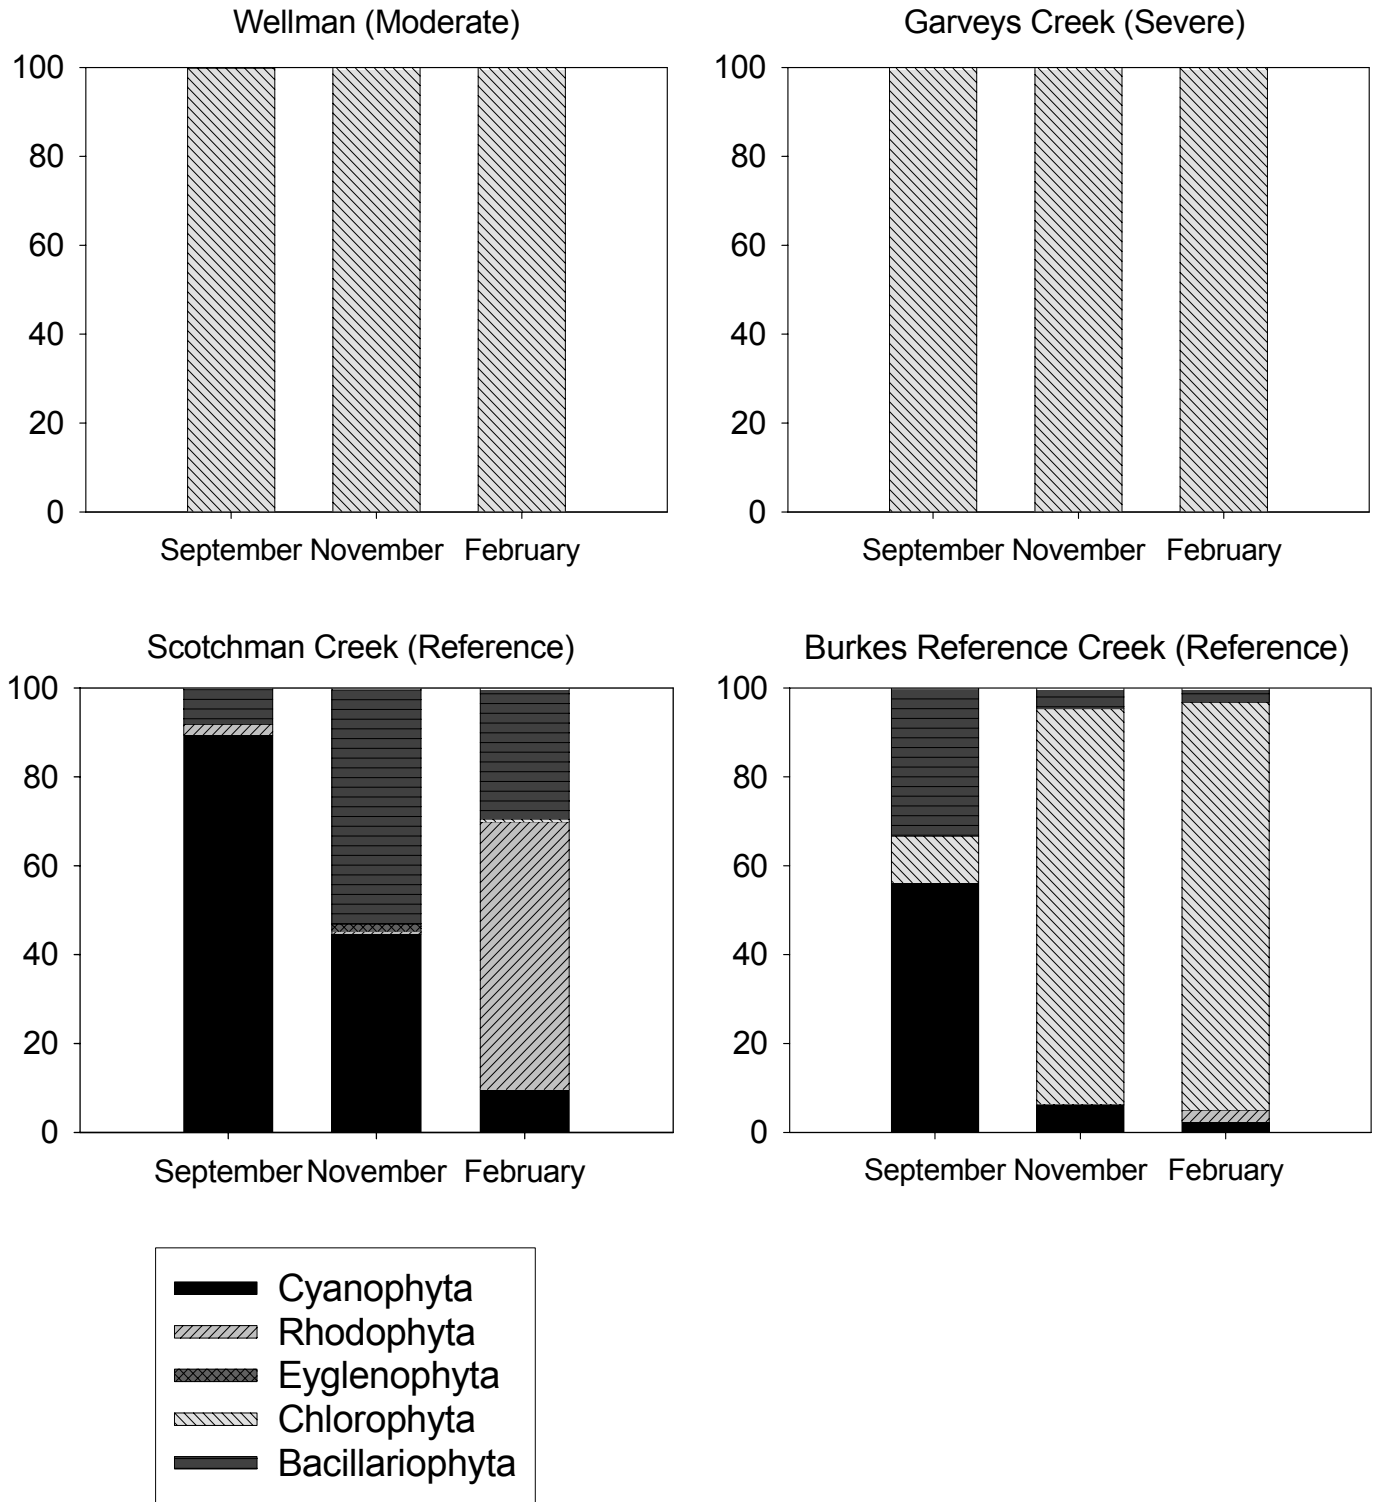 Wellman (Moderate)
100
80
60
40
20
0
September November February
Garveys Creek (Severe)
100
80
60
40
20
0
September November February
Scotchman Creek (Reference)
100
80
60
40
20
0
September November February
Burkes Reference Creek (Reference)
100
80
60
40
20
0
September November February
Cyanophyta
Rhodophyta
Eyglenophyta
Chlorophyta
Bacillariophyta